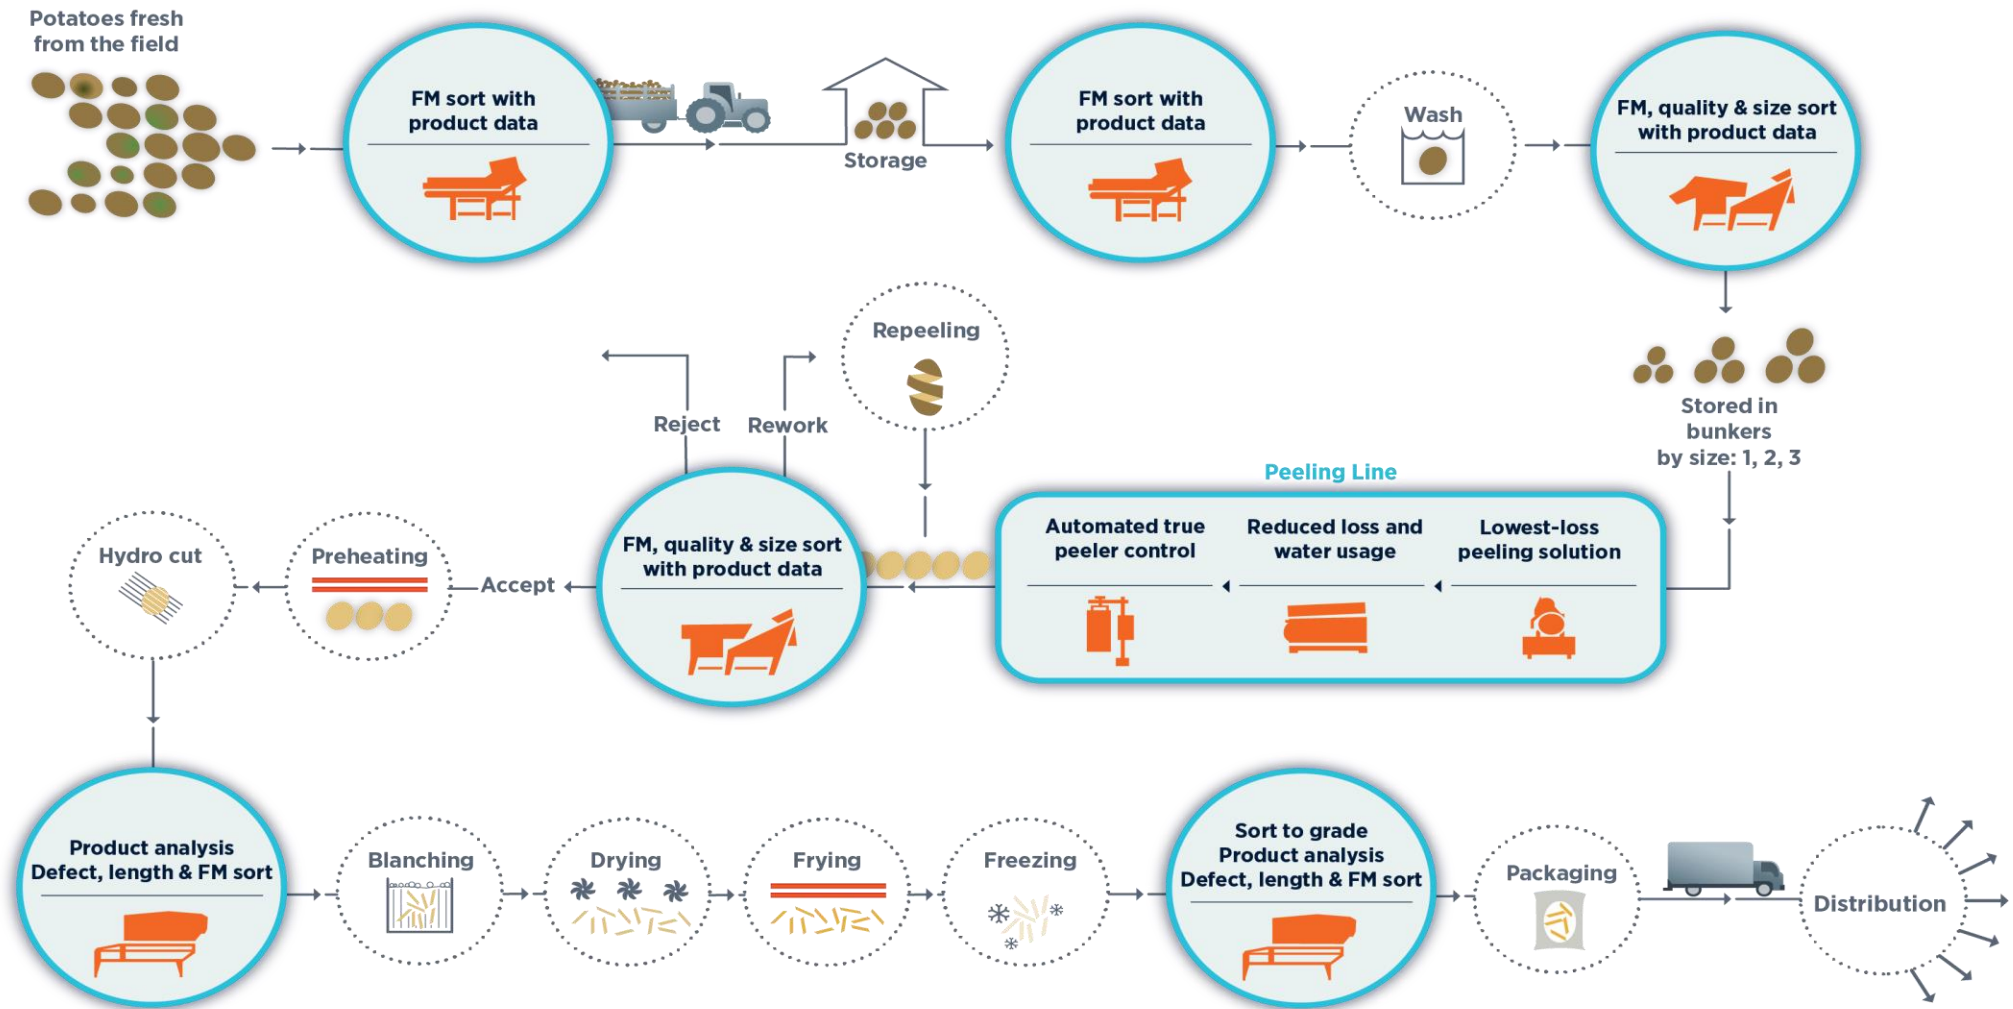 Potatoes fresh
from the field
FM sort with
product data
Storage
FM sort with
product data
Wash
FM, quality & size sort
with product data
Stored in
bunkers
by size: 1, 2, 3
Peeling Line
Lowest-loss
peeling solution
Reduced loss and
water usage
Automated true
peeler control
Repeeling
Reject
Rework
FM, quality & size sort
with product data
Accept
Preheating
Hydro cut
Product analysis
Defect, length & FM sort
Blanching
Drying
Frying
Freezing
Sort to grade
Product analysis
Defect, length & FM sort
Packaging
Distribution